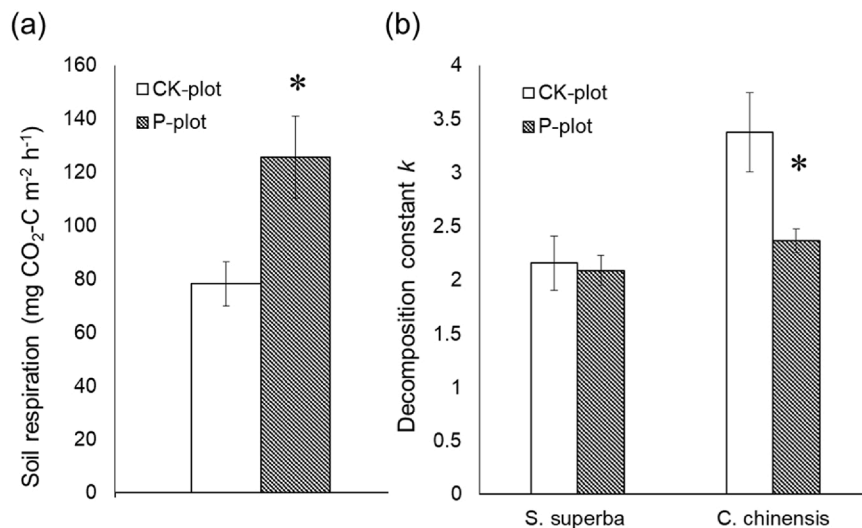 (a)
Soil respiration (mg CO₂-C m⁻² h⁻¹)
160
140
120
100
80
60
40
20
0
CK-plot
P-plot
*
(b)
Decomposition constant k
4
3.5
3
2.5
2
1.5
1
0.5
0
CK-plot
P-plot
*
S. superba
C. chinensis